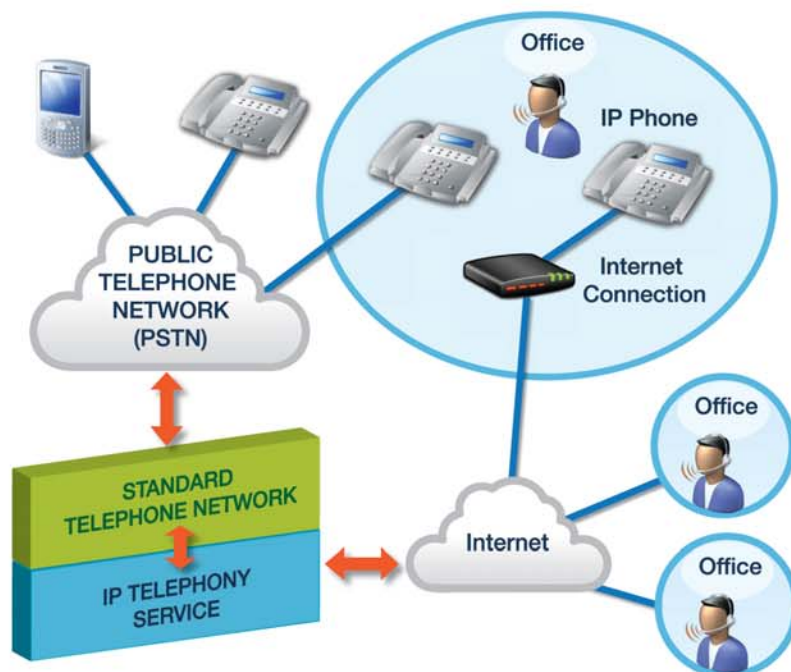 Office
IP Phone
PUBLIC
TELEPHONE
NETWORK
(PSTN)
Internet
Connection
Office
STANDARD
TELEPHONE NETWORK
Internet
IP TELEPHONY
SERVICE
Office